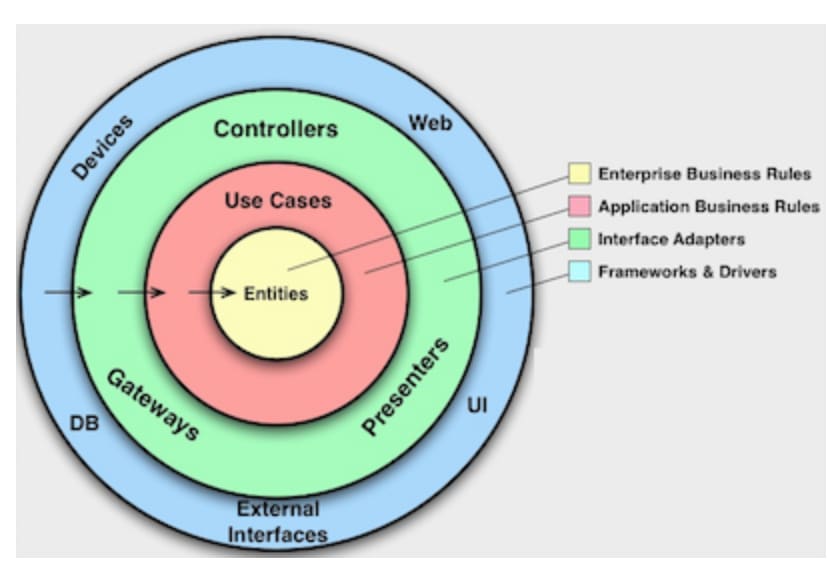 Devices
Controllers
Web
Use Cases
Entities
Gateways
Presenters
DB
UI
External
Interfaces
Enterprise Business Rules
Application Business Rules
Interface Adapters
Frameworks & Drivers